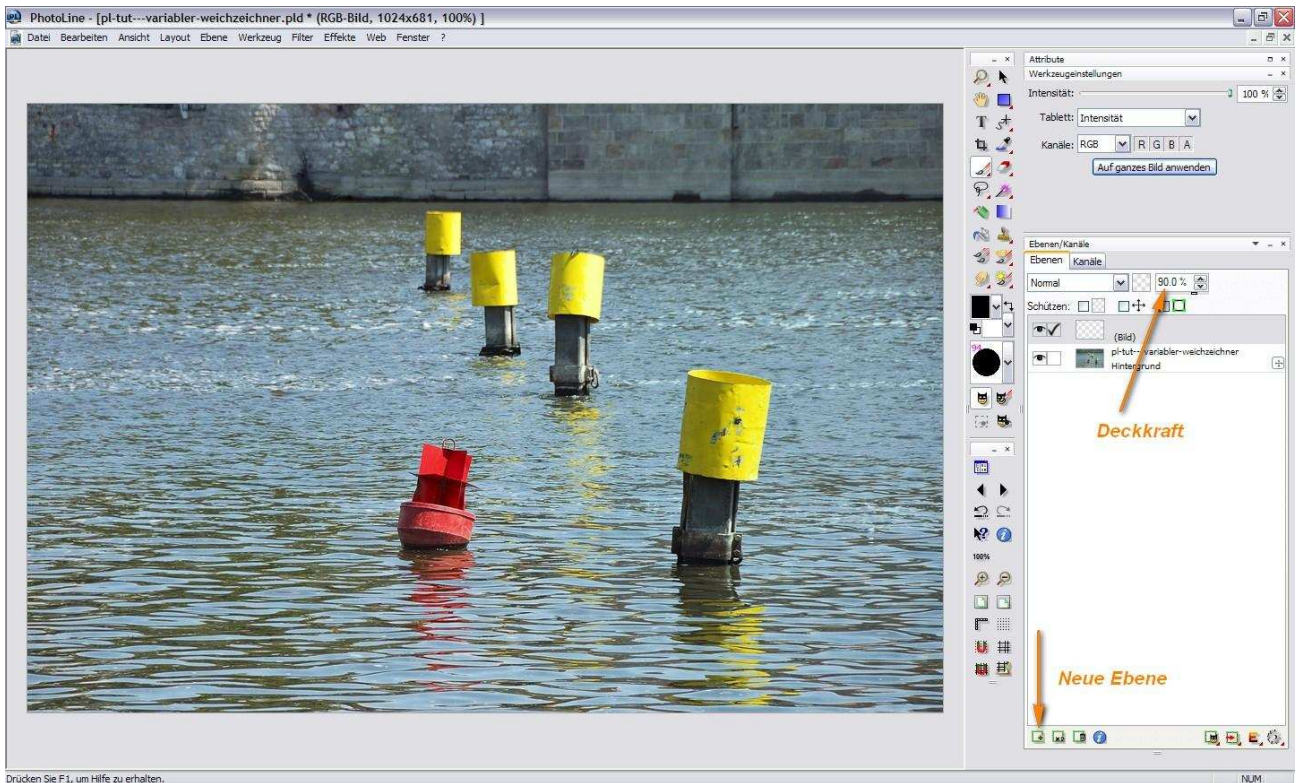 PhotoLine - [pl-tut---variabler-weichzeichner.pld * (RGB-Bild, 1024x681, 100%) ]
Datei Bearbeiten Ansicht Layout Ebene Werkzeug Filter Effekte Web Fenster ?
Attribute
Werkzeugeinstellungen
Intensität: 100 %
Tablett: Intensität
Kanäle: RGB R G B A
Auf ganzes Bild anwenden
Ebenen/Kanäle
Ebenen Kanäle
Normal 90.0 %
Schützen:
(Bild)
pl-tut---variabler-weichzeichner
Hintergrund
Deckkraft
94
100%
Neue Ebene
Drücken Sie F1, um Hilfe zu erhalten.
NUM